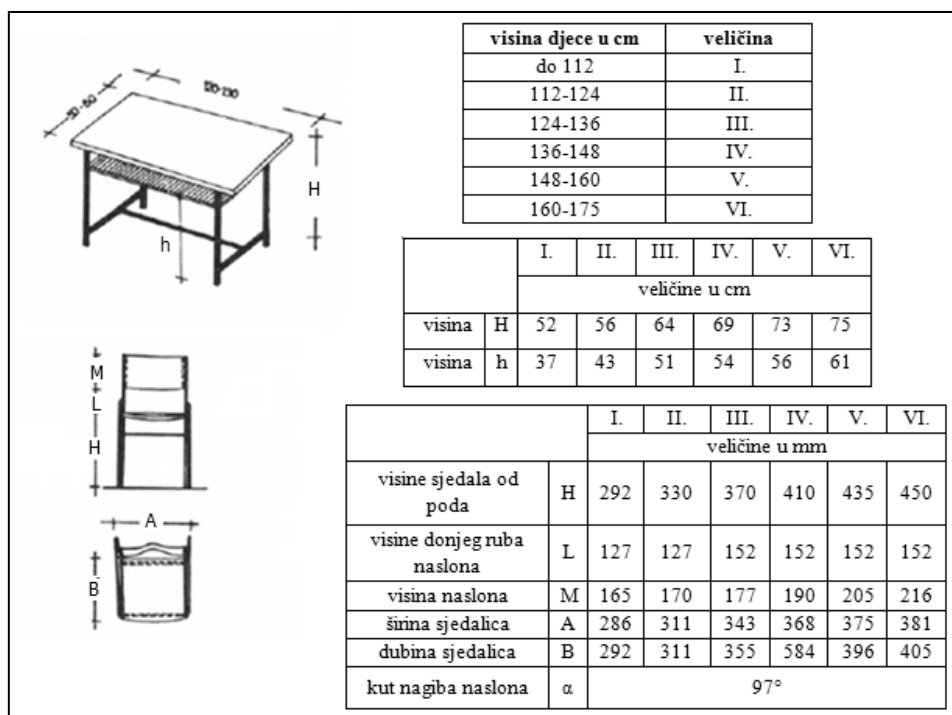 50-60
120-130
H
h
visina djece u cm veličina
do 112 I.
112-124 II.
124-136 III.
136-148 IV.
148-160 V.
160-175 VI.
I. II. III. IV. V. VI.
veličine u cm
visina H 52 56 64 69 73 75
visina h 37 43 51 54 56 61
M
L
H
A
B
I. II. III. IV. V. VI.
veličine u mm
visine sjedala od
poda H 292 330 370 410 435 450
visine donjeg ruba
naslona L 127 127 152 152 152 152
visina naslona M 165 170 177 190 205 216
širina sjedalica A 286 311 343 368 375 381
dubina sjedalica B 292 311 355 584 396 405
kut nagiba naslona α 97°